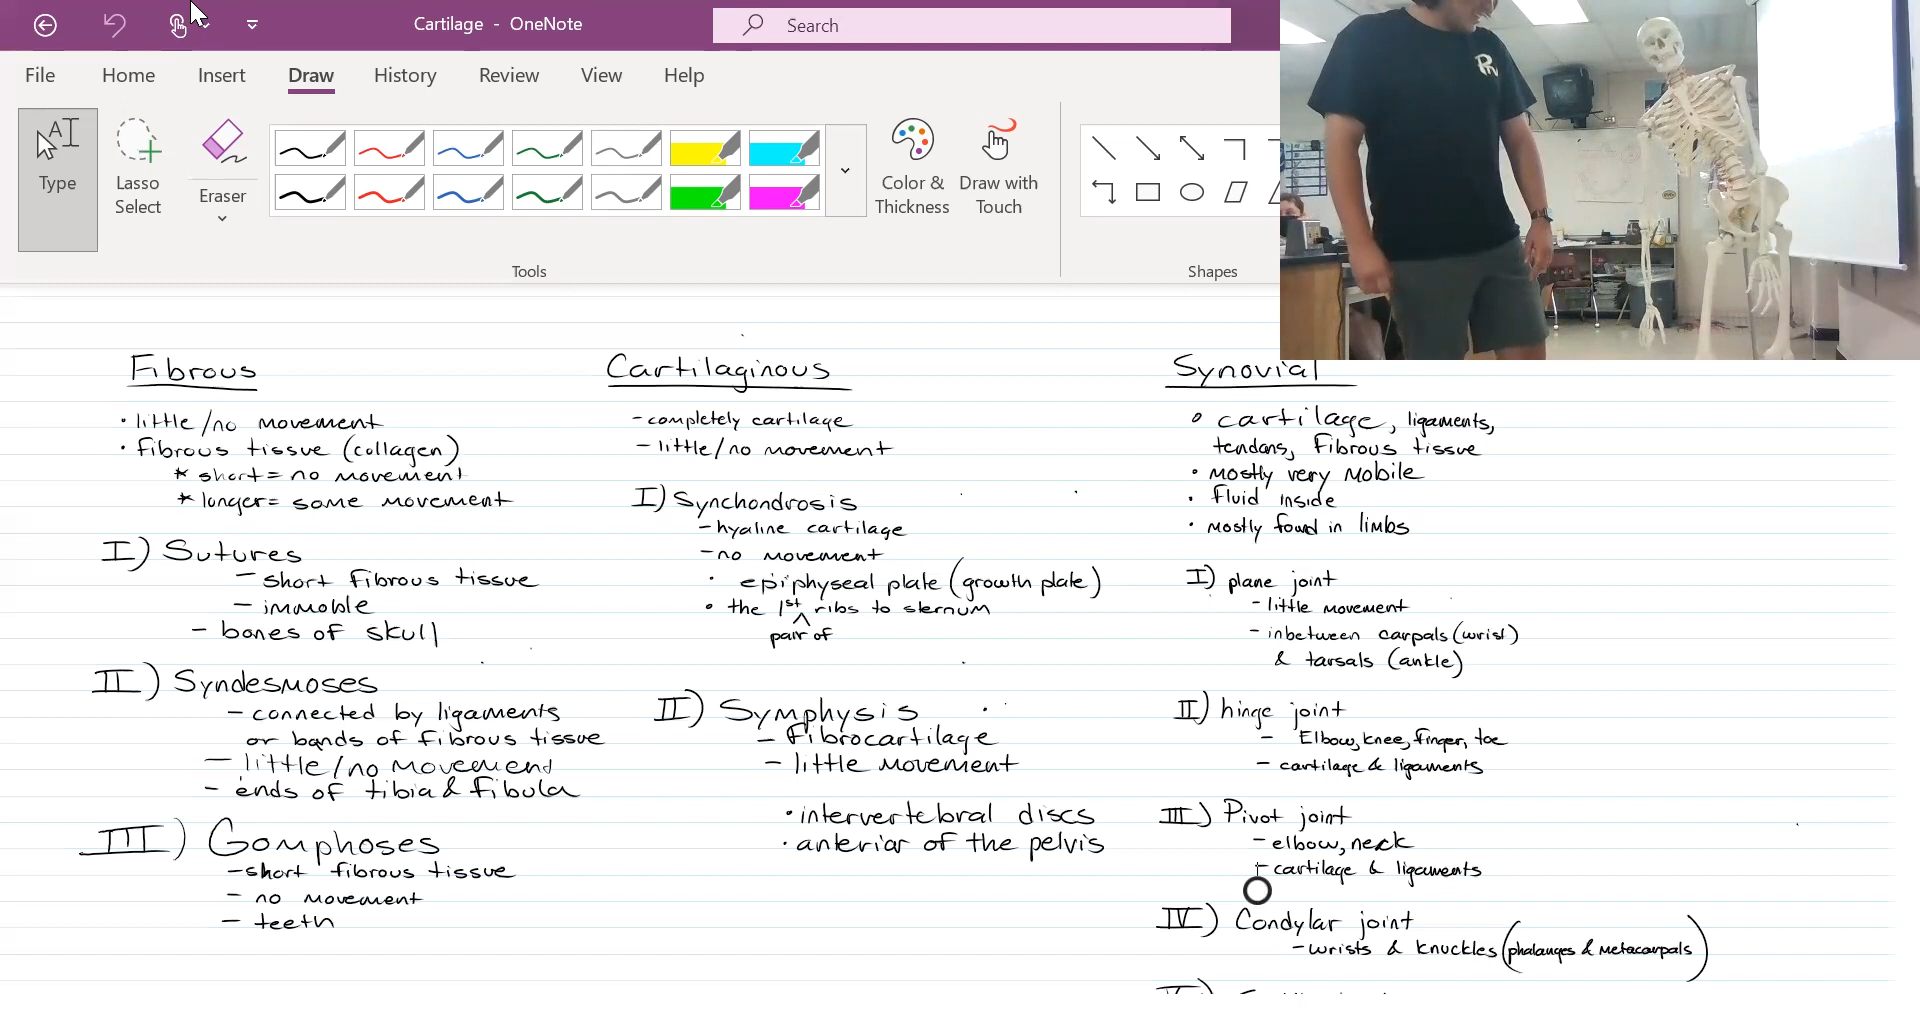 Cartilage - OneNote
Search
File Home Insert Draw History Review View Help
Type
Lasso Select
Eraser
Color & Thickness
Draw with Touch
Tools
Shapes
Fibrous
• little/no movement
• Fibrous tissue (collagen)
* short = no movement
* longer = some movement
I) Sutures
- short fibrous tissue
- immoble
- bones of skull
II) Syndesmoses
- connected by ligaments
or bands of fibrous tissue
- little/no movement
- ends of tibia & fibula
III) Gomphoses
- short fibrous tissue
- no movement
- teeth
Cartilaginous
- completely cartilage
- little/no movement
I) Synchondrosis
- hyaline cartilage
- no movement
• epiphyseal plate (growth plate)
• the 1st ^ ribs to sternum
pair of
II) Symphysis
- fibrocartilage
- little movement
• intervertebral discs
• anterior of the pelvis
Synovial
• cartilage, ligaments,
tendons, fibrous tissue
• mostly very mobile
• fluid inside
• mostly found in limbs
I) plane joint
- little movement
- inbetween carpals (wrist)
& tarsals (ankle)
II) hinge joint
- Elbow, knee, finger, toe
- cartilage & ligaments
III) Pivot joint
- elbow, neck
- cartilage & ligaments
IV) Condylar joint
- wrists & knuckles (phalanges & metacarpals)